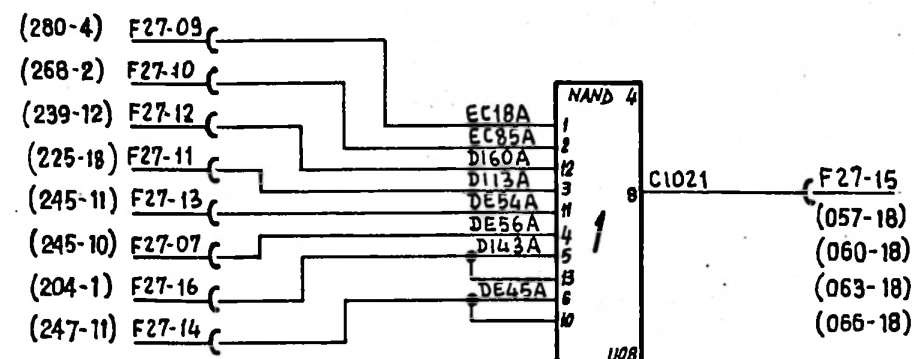 (280-4) F27-09
(268-2) F27-10
NAND 4
(239-12) F27-12
EC18A
1
EC85A
2
(225-18) F27-11
DI60A
12
DI13A
3
8
CI021
F27-15
(245-11) F27-13
DE54A
11
1
(057-18)
DE56A
4
(245-10) F27-07
DI43A
5
(060-18)
13
(204-1) F27-16
DE45A
6
(063-18)
10
(247-11) F27-14
(066-18)
U08